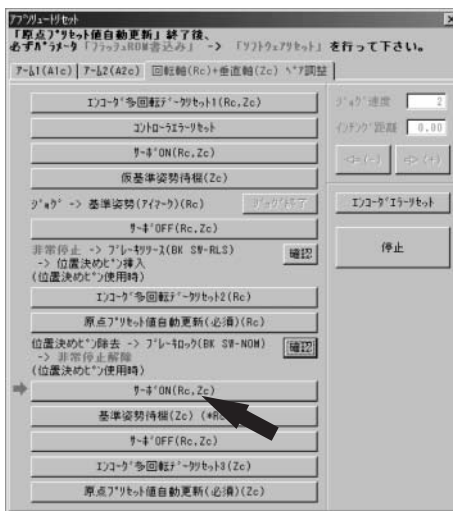 アブソリュートリセット
「原点プリセット値自動更新」終了後、
必ずパラメータ「フラッシュROM書込み」 -> 「ソフトウェアリセット」を行って下さい。
アーム1(A1c)
アーム2(A2c)
回転軸(Rc)+垂直軸(Zc) ペア調整
エンコーダ多回転データリセット1(Rc,Zc)
コントローラエラーリセット
サーボON(Rc,Zc)
仮基準姿勢待機(Zc)
ジョグ -> 基準姿勢(アイマーク)(Rc)
ジョグ終了
サーボOFF(Rc,Zc)
非常停止 -> ブレーキリリース(BK SW-RLS)
-> 位置決めピン挿入
(位置決めピン使用時)
確認
エンコーダ多回転データリセット2(Rc)
原点プリセット値自動更新(必須)(Rc)
位置決めピン除去 -> ブレーキロック(BK SW-NOM)
-> 非常停止解除
(位置決めピン使用時)
確認
サーボON(Rc,Zc)
基準姿勢待機(Zc) (*R
サーボOFF(Rc,Zc)
エンコーダ多回転データリセット3(Zc)
原点プリセット値自動更新(必須)(Zc)
ジョグ速度 2
インチング距離 0.00
<=(-)
=>(+)
エンコーダエラーリセット
停止